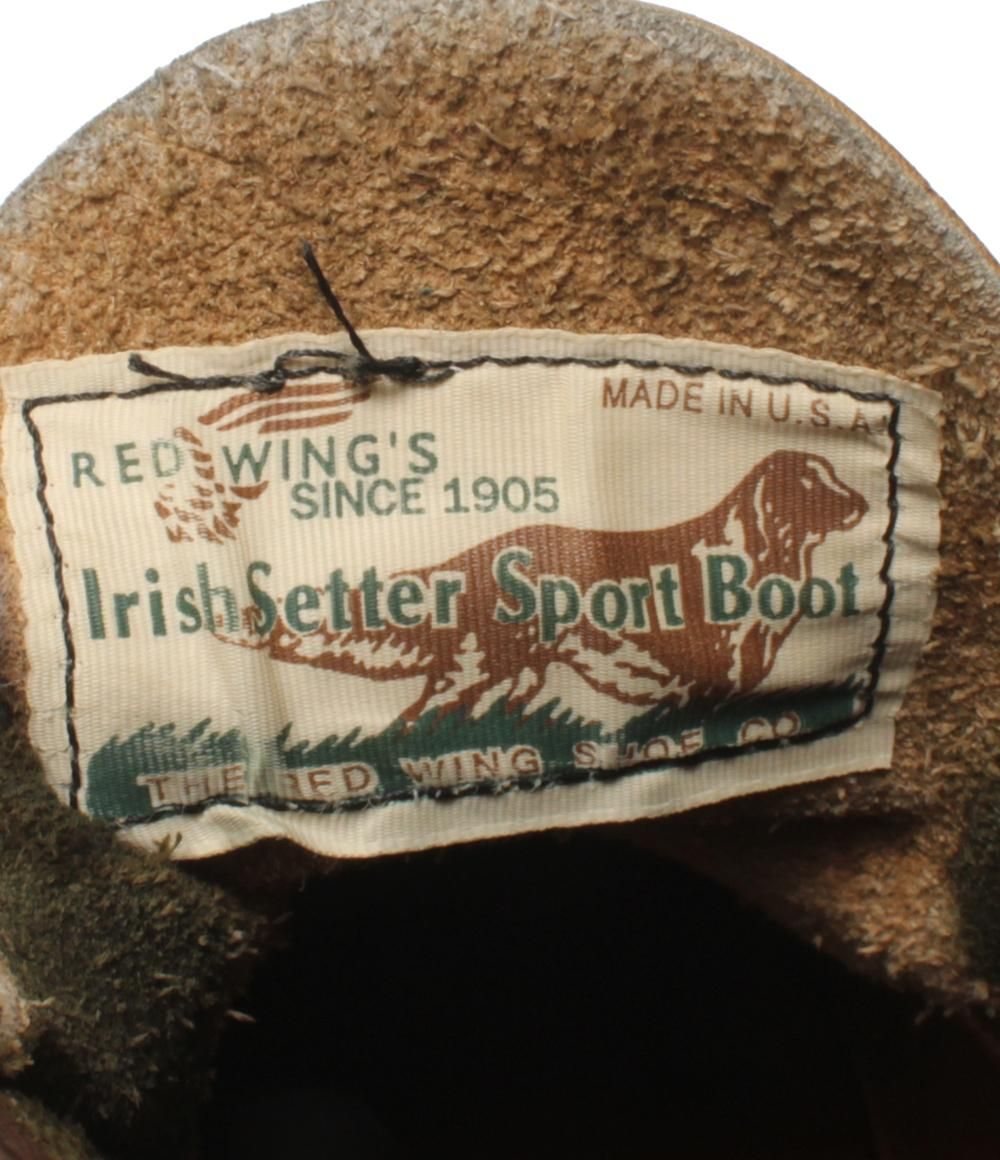 MADE IN U.S.A.
RED WING'S
SINCE 1905
Irish Setter Sport Boot
THE RED WING SHOE CO